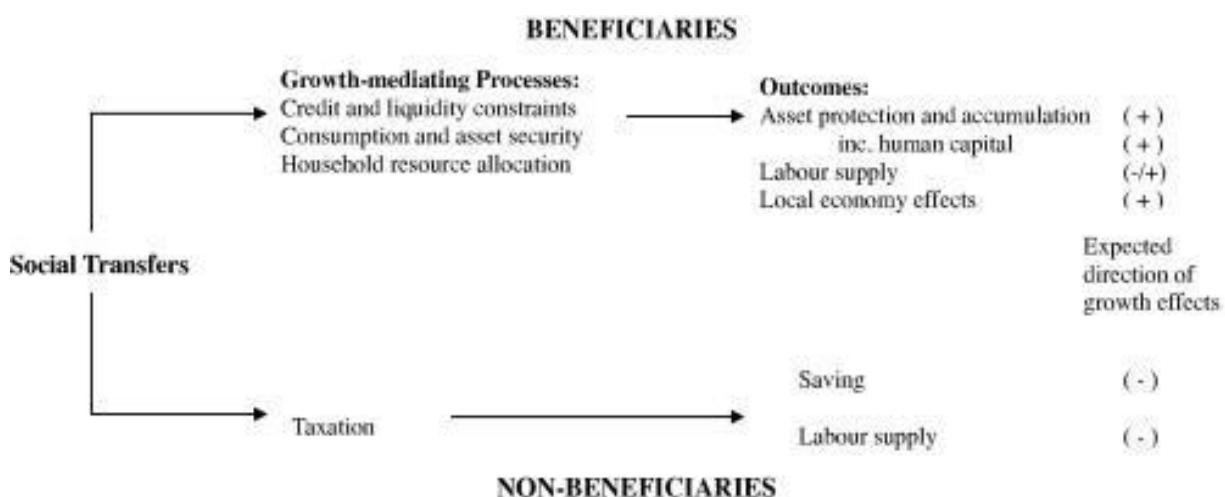 BENEFICIARIES
Growth-mediating Processes:
Credit and liquidity constraints
Consumption and asset security
Household resource allocation
Outcomes:
Asset protection and accumulation ( + )
inc. human capital ( + )
Labour supply (-/+)
Local economy effects ( + )
Social Transfers
Expected
direction of
growth effects
Taxation
Saving ( - )
Labour supply ( - )
NON-BENEFICIARIES